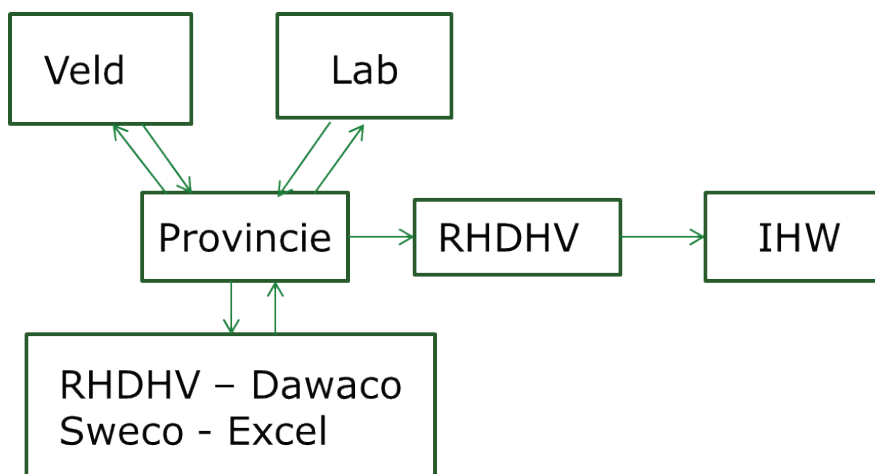 Veld
Lab
Provincie
RHDHV
IHW
RHDHV – Dawaco
Sweco - Excel